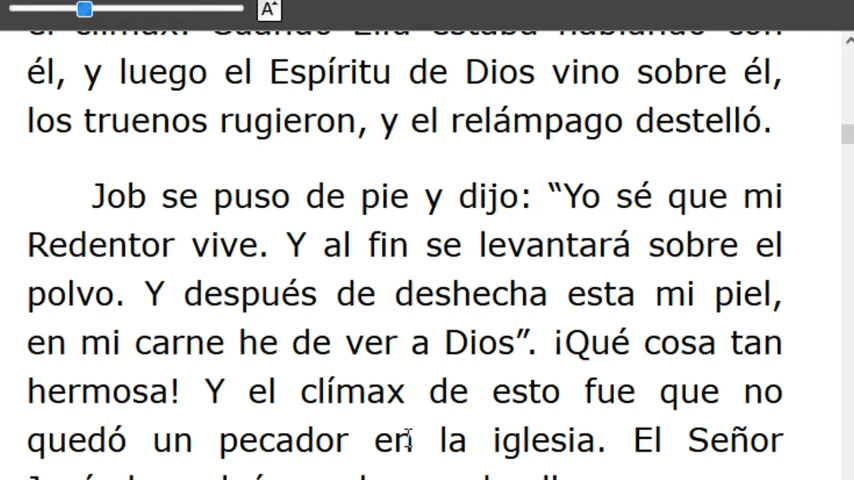 A
él, y luego el Espíritu de Dios vino sobre él,
los truenos rugieron, y el relámpago destelló.
Job se puso de pie y dijo: “Yo sé que mi
Redentor vive. Y al fin se levantará sobre el
polvo. Y después de deshecha esta mi piel,
en mi carne he de ver a Dios”. ¡Qué cosa tan
hermosa! Y el clímax de esto fue que no
quedó un pecador en la iglesia. El Señor